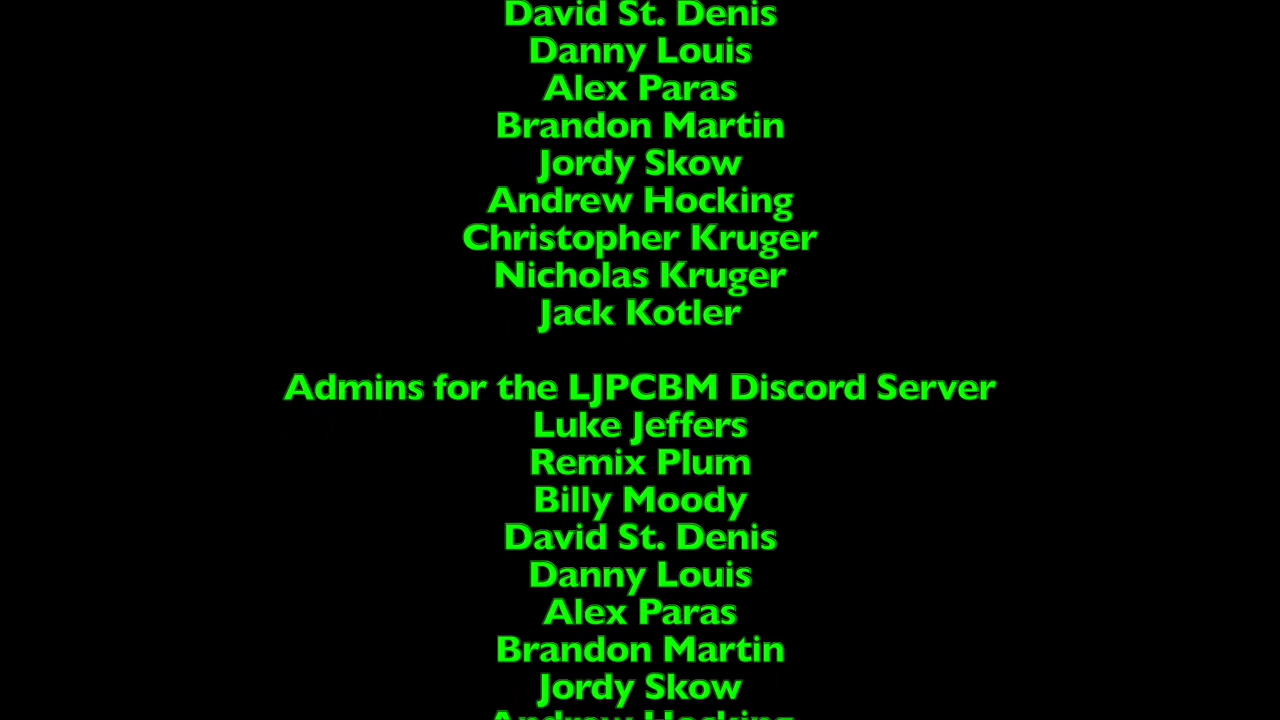 David St. Denis
Danny Louis
Alex Paras
Brandon Martin
Jordy Skow
Andrew Hocking
Christopher Kruger
Nicholas Kruger
Jack Kotler
Admins for the LJPCBM Discord Server
Luke Jeffers
Remix Plum
Billy Moody
David St. Denis
Danny Louis
Alex Paras
Brandon Martin
Jordy Skow
Andrew Hocking